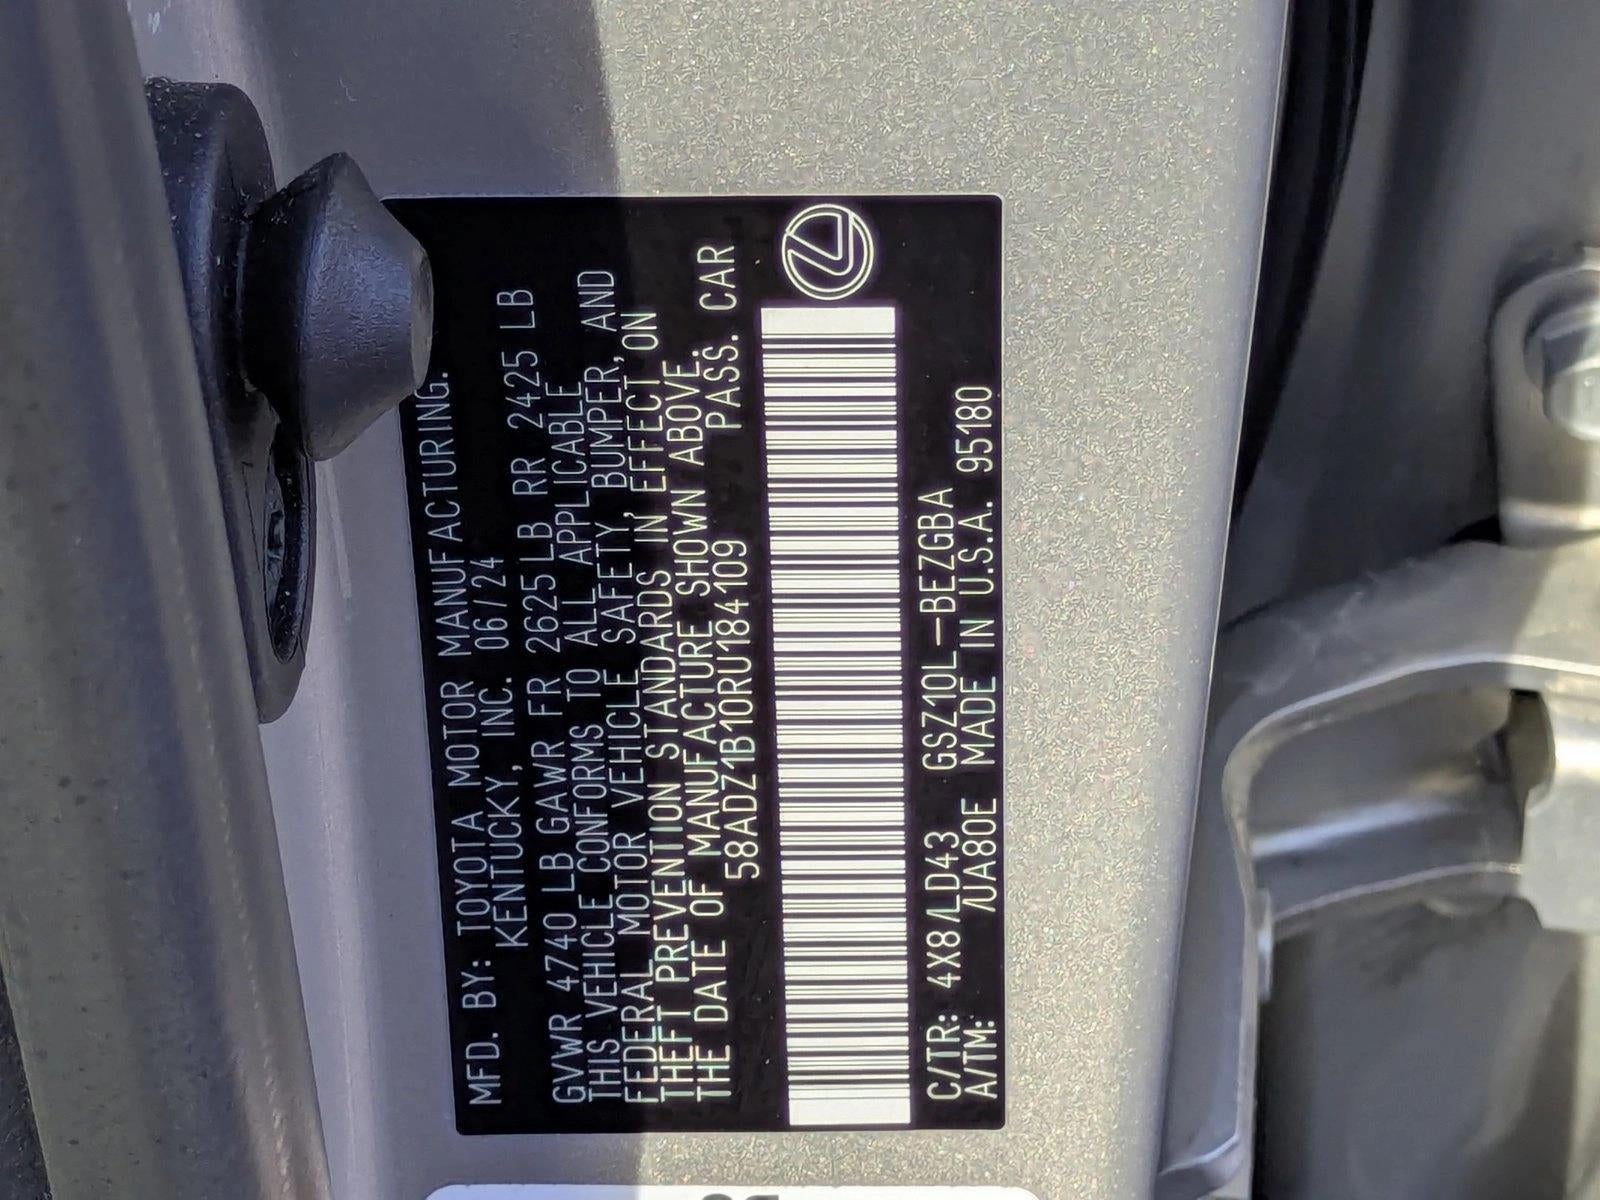 MFD. BY: TOYOTA MOTOR MANUFACTURING.
KENTUCKY, INC. 06/24
GVWR 4740 LB GAWR FR 2625 LB RR 2425 LB
THIS VEHICLE CONFORMS TO ALL APPLICABLE
FEDERAL MOTOR VEHICLE SAFETY, BUMPER, AND
THEFT PREVENTION STANDARDS IN EFFECT ON
THE DATE OF MANUFACTURE SHOWN ABOVE.
58ADZ1B10RU184109 PASS. CAR
C/TR: 4X8/LD43 GSZ10L-BEZGBA
A/TM: /UA80E MADE IN U.S.A. 95180